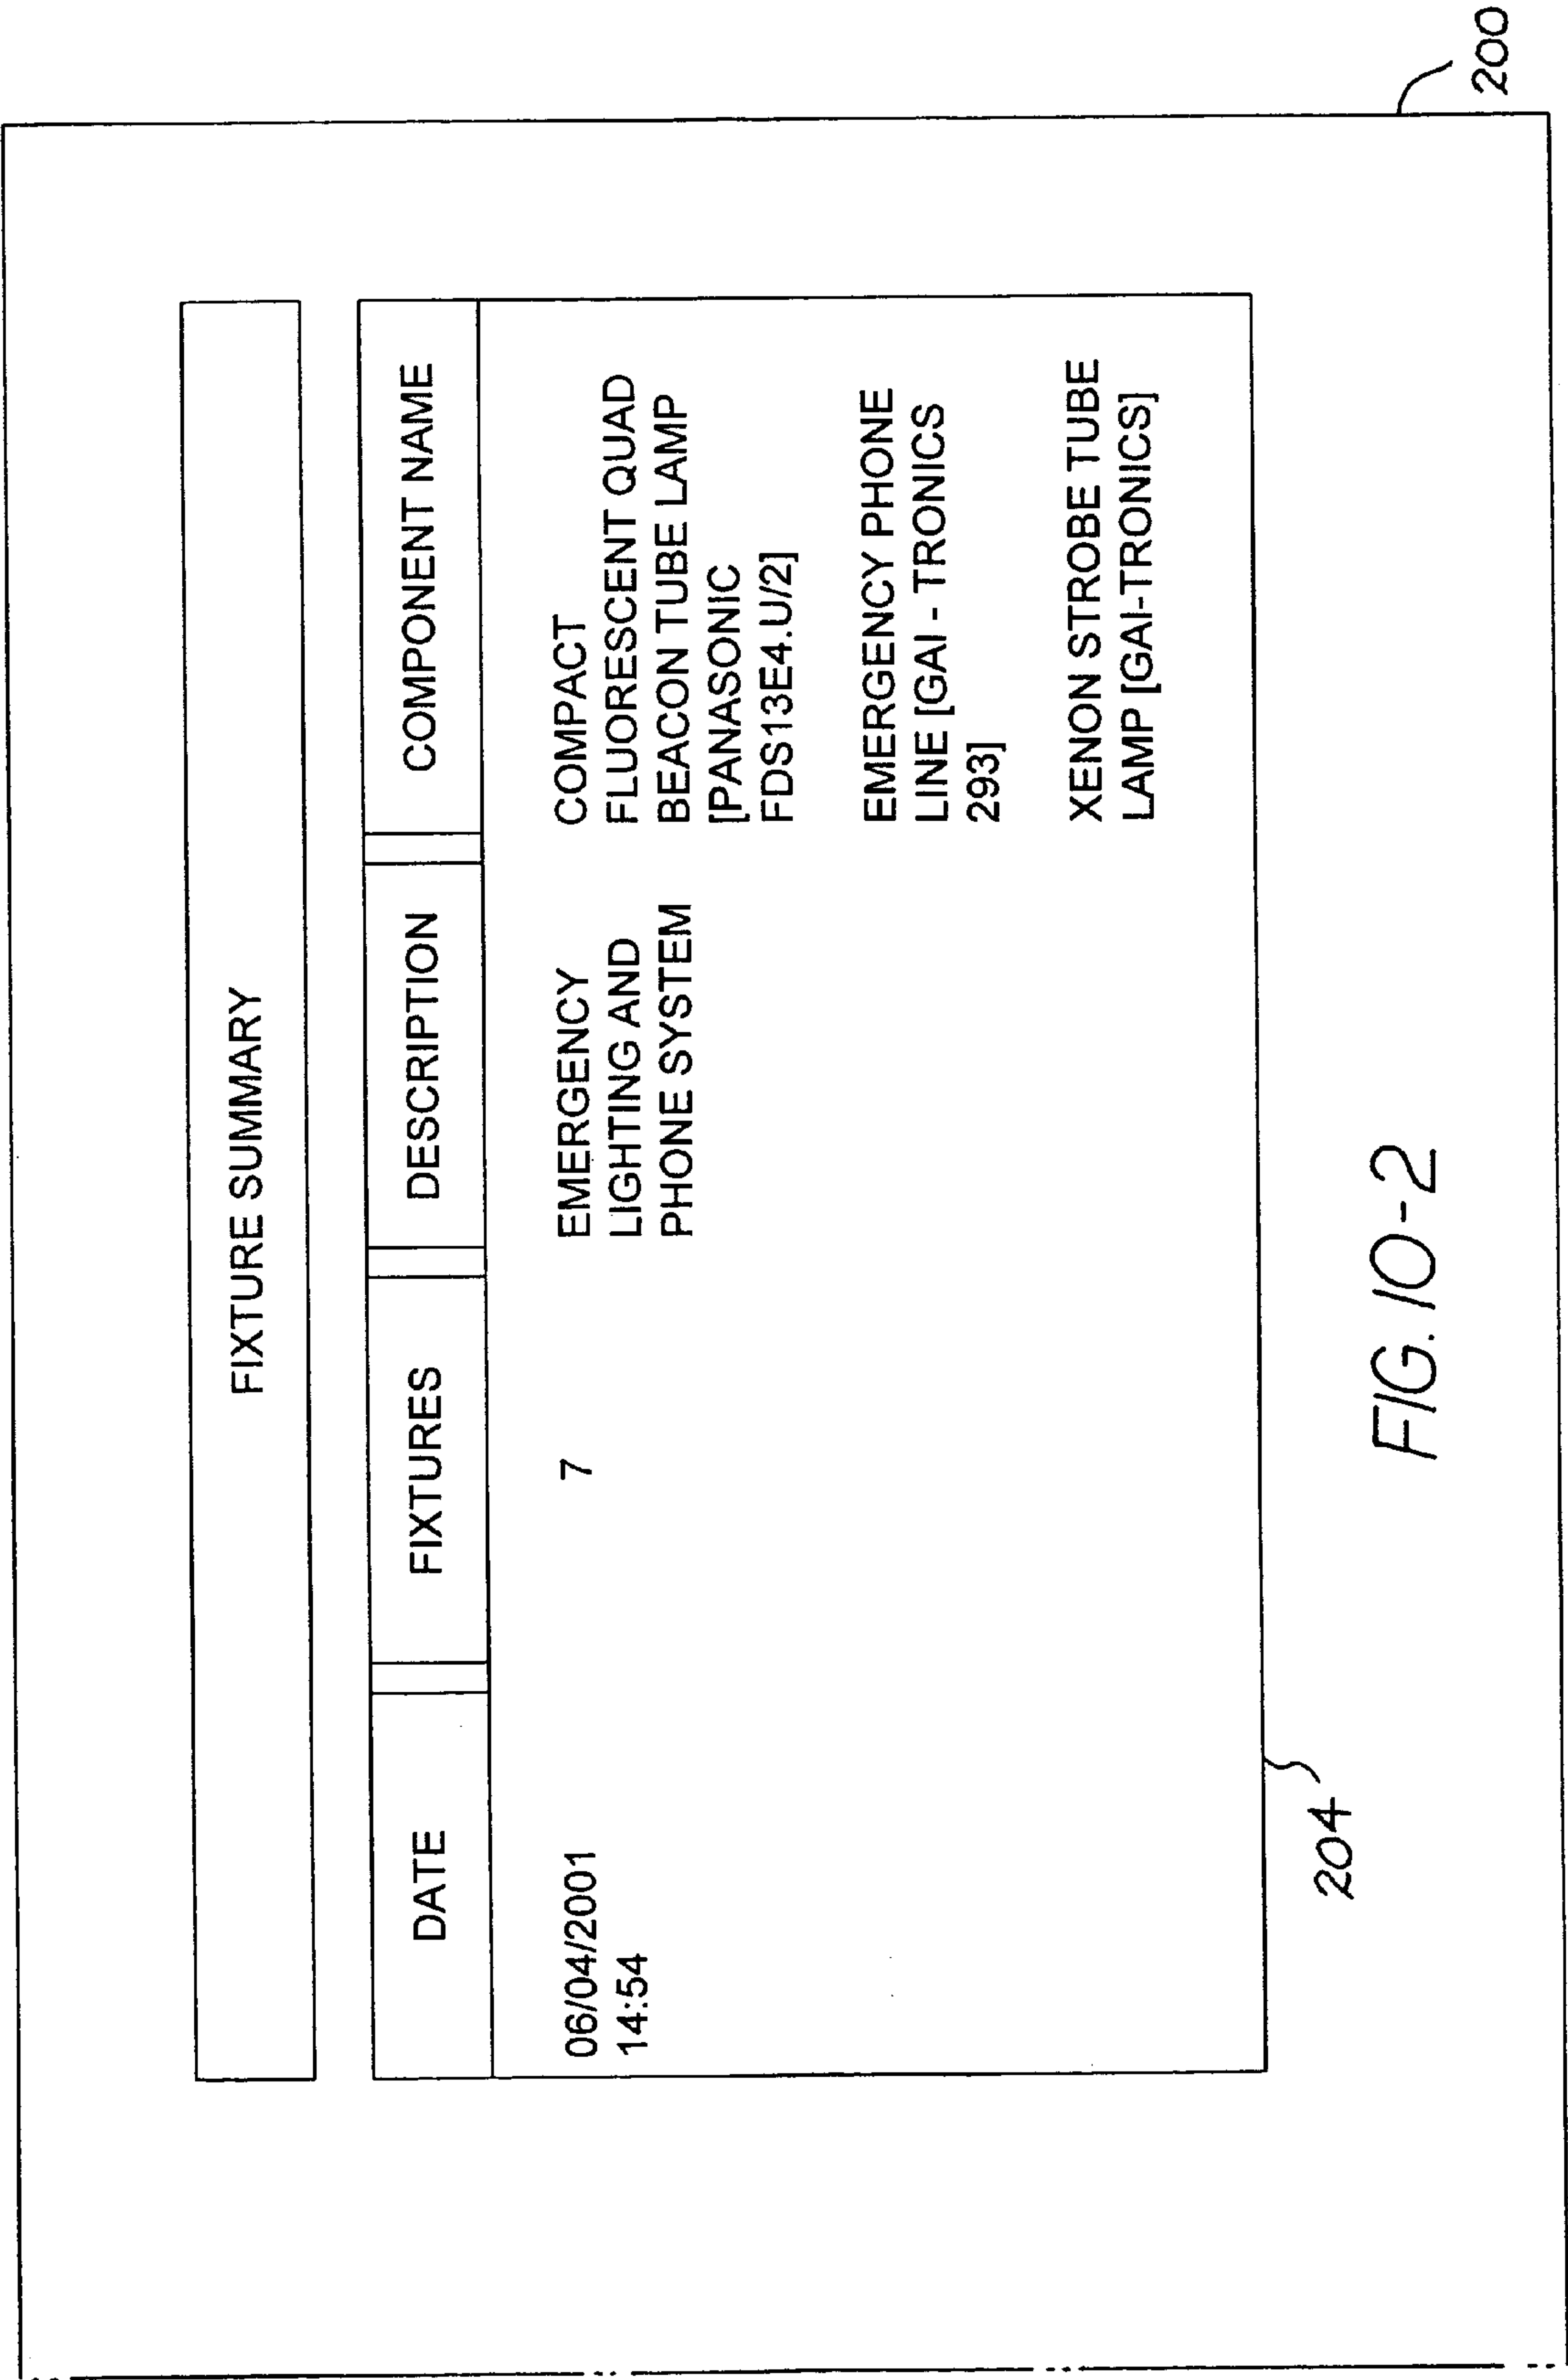 FIXTURE SUMMARY
DATE
FIXTURES
DESCRIPTION
COMPONENT NAME
06/04/2001
14:54
7
EMERGENCY
LIGHTING AND
PHONE SYSTEM
COMPACT
FLUORESCENT QUAD
BEACON TUBE LAMP
[PANASONIC
FDS13E4.U/2]
EMERGENCY PHONE
LINE [GAI - TRONICS
293]
XENON STROBE TUBE
LAMP [GAI-TRONICS]
204
FIG. 10-2
200